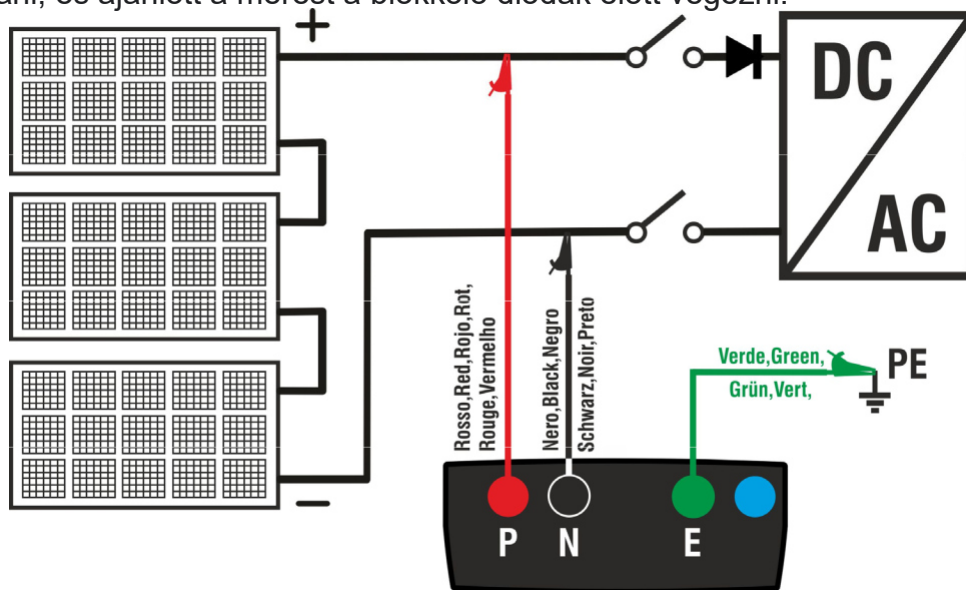 és ajánlott a mérést a blokkoló diódák előtt végezni.
+
DC
AC
Rosso,Red,Rojo,Rot,
Rouge,Vermelho
Nero,Black,Negro
Schwarz,Noir,Preto
Verde,Green,
Grün,Vert,
PE
–
P N E